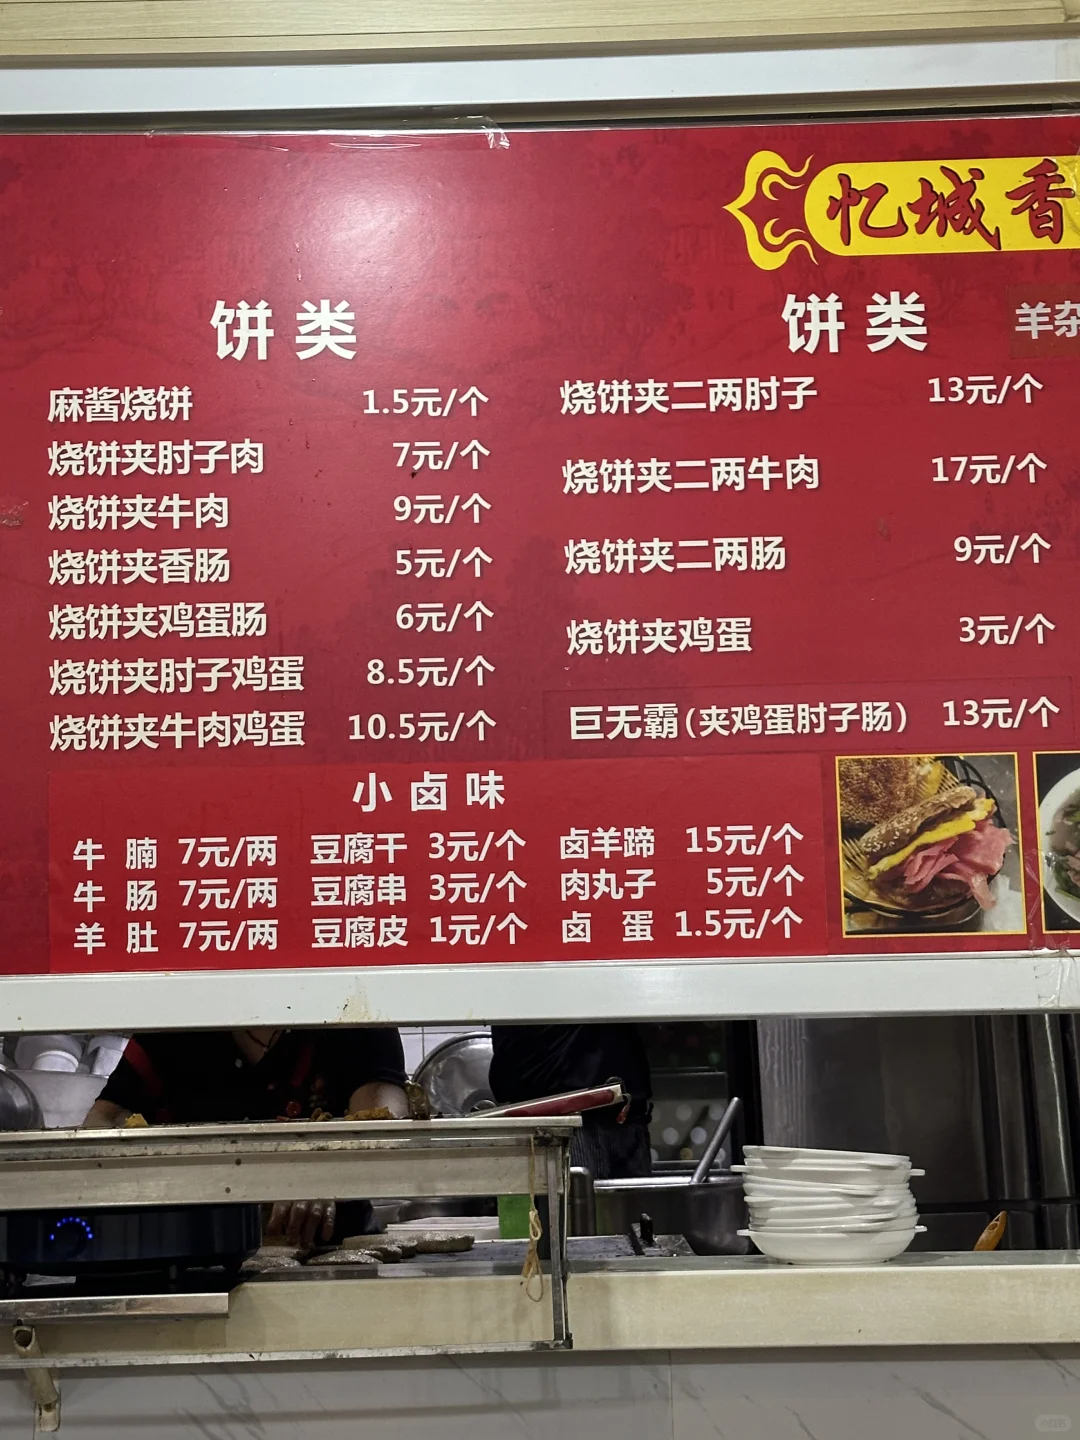 忆城香
饼类
麻酱烧饼 1.5元/个
烧饼夹肘子肉 7元/个
烧饼夹牛肉 9元/个
烧饼夹香肠 5元/个
烧饼夹鸡蛋肠 6元/个
烧饼夹肘子鸡蛋 8.5元/个
烧饼夹牛肉鸡蛋 10.5元/个
饼类
烧饼夹二两肘子 13元/个
烧饼夹二两牛肉 17元/个
烧饼夹二两肠 9元/个
烧饼夹鸡蛋 3元/个
巨无霸(夹鸡蛋肘子肠) 13元/个
羊杂
小卤味
牛腩 7元/两 豆腐干 3元/个 卤羊蹄 15元/个
牛肠 7元/两 豆腐串 3元/个 肉丸子 5元/个
羊肚 7元/两 豆腐皮 1元/个 卤蛋 1.5元/个